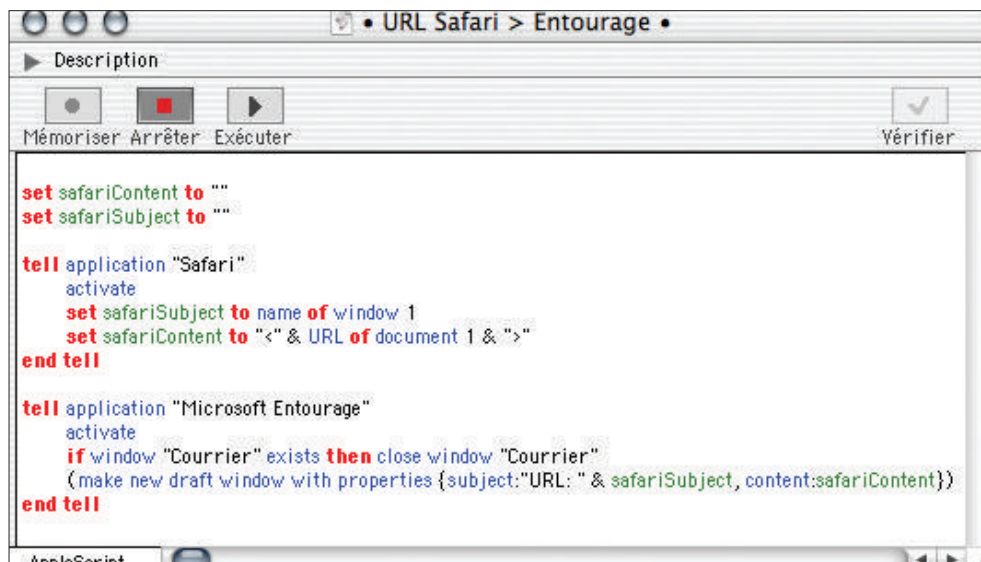 • URL Safari > Entourage •
Description
Mémoriser Arrêter Exécuter Vérifier
set safariContent to ""
set safariSubject to ""
tell application "Safari"
activate
set safariSubject to name of window 1
set safariContent to "<" & URL of document 1 & ">"
end tell
tell application "Microsoft Entourage"
activate
if window "Courrier" exists then close window "Courrier"
(make new draft window with properties {subject:"URL: " & safariSubject, content:safariContent})
end tell
AppleScript